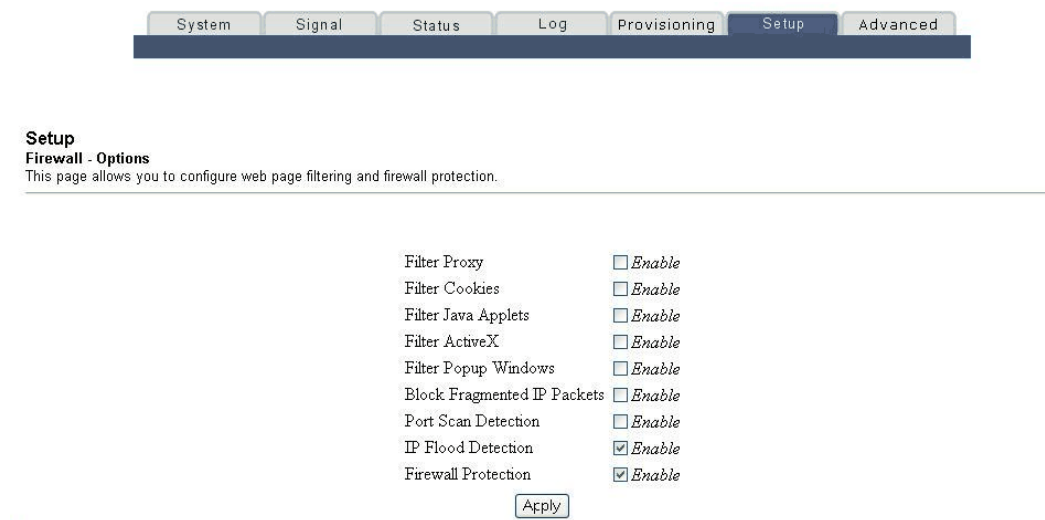 System Signal Status Log Provisioning Setup Advanced
Setup
Firewall - Options
This page allows you to configure web page filtering and firewall protection.
Filter Proxy Enable
Filter Cookies Enable
Filter Java Applets Enable
Filter ActiveX Enable
Filter Popup Windows Enable
Block Fragmented IP Packets Enable
Port Scan Detection Enable
IP Flood Detection Enable
Firewall Protection Enable
Apply